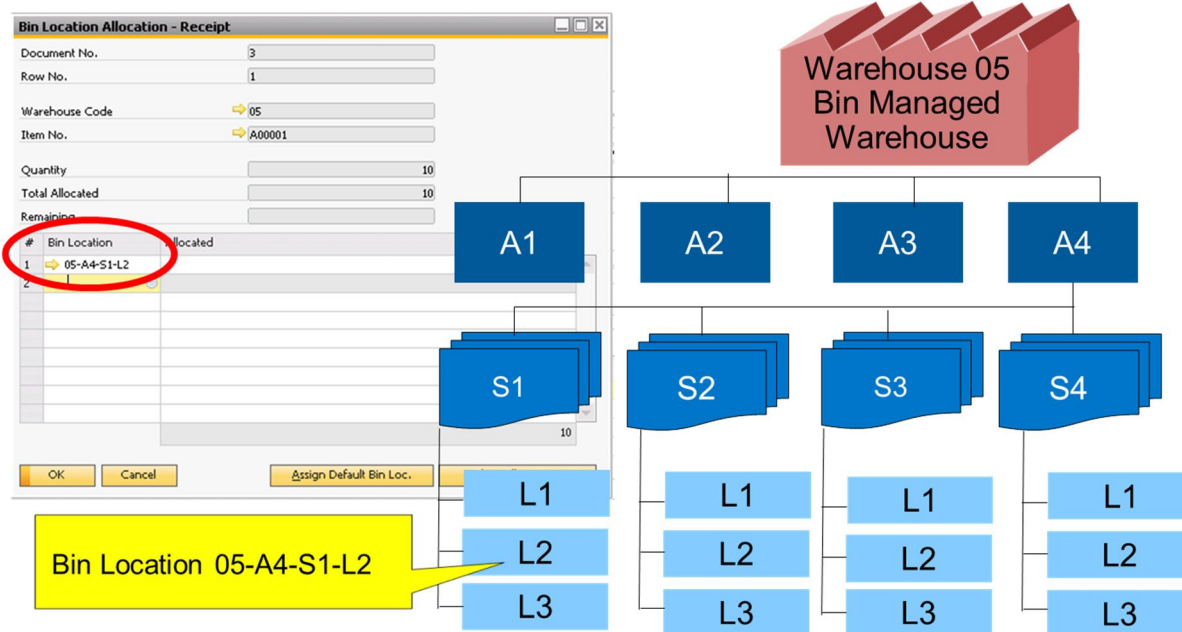 Bin Location Allocation - Receipt
Document No. 3
Row No. 1
Warehouse Code 05
Item No. A00001
Quantity 10
Total Allocated 10
Remaining
# Bin Location Allocated
1 05-A4-S1-L2
2
10
OK Cancel Assign Default Bin Loc.
Warehouse 05
Bin Managed
Warehouse
A1 A2 A3 A4
S1 S2 S3 S4
L1 L1 L1 L1
L2 L2 L2 L2
L3 L3 L3 L3
Bin Location 05-A4-S1-L2